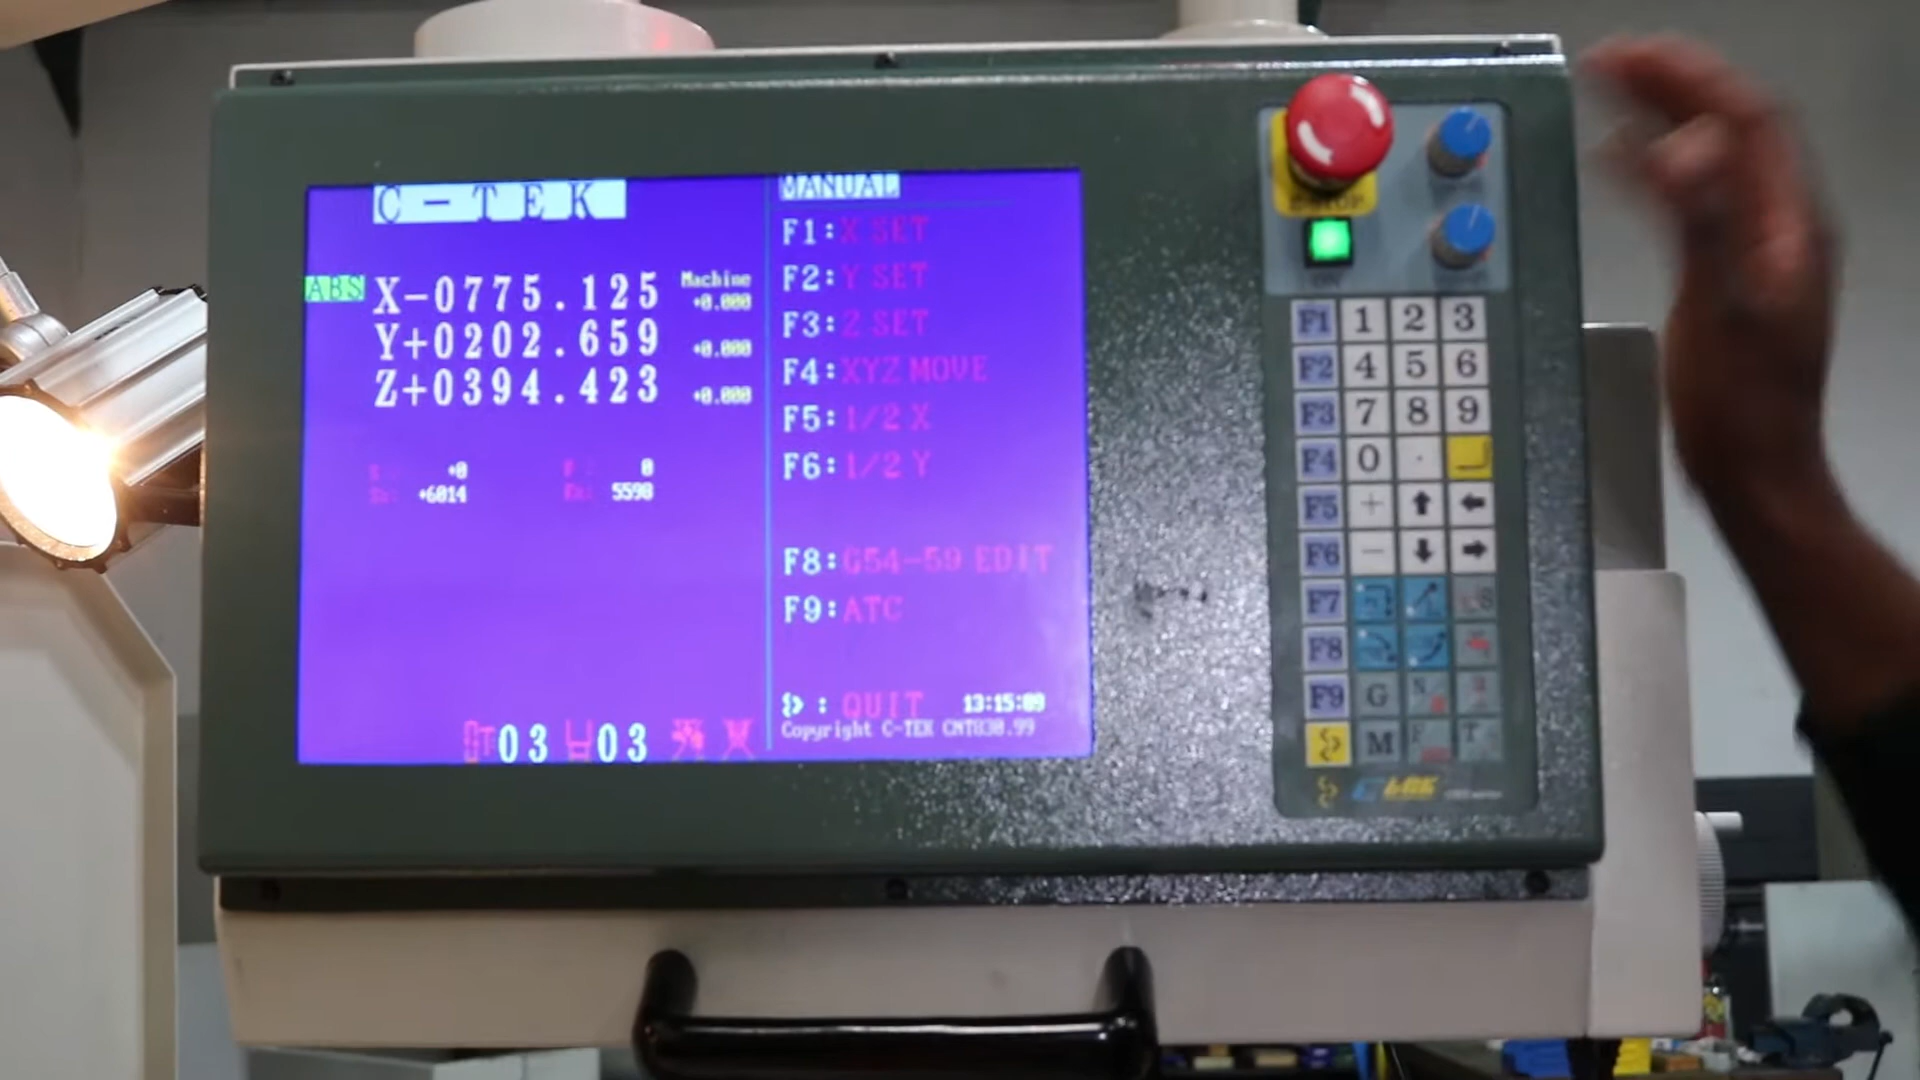 C-TEK
ABS
X-0775.125
Y+0202.659
Z+0394.423
Machine
+0.000
+0.000
+0.000
+0
+6014
0
5590
03
03
MANUAL
F1:X SET
F2:Y SET
F3:Z SET
F4:XYZ MOVE
F5:1/2 X
F6:1/2 Y
F8:G54-59 EDIT
F9:ATC
: QUIT 13:15:09
Copyright C-TEK CNT830.99
F1 1 2 3
F2 4 5 6
F3 7 8 9
F4 0 .
F5 + ↑ ←
F6 - ↓ →
F7
F8
F9 G
M